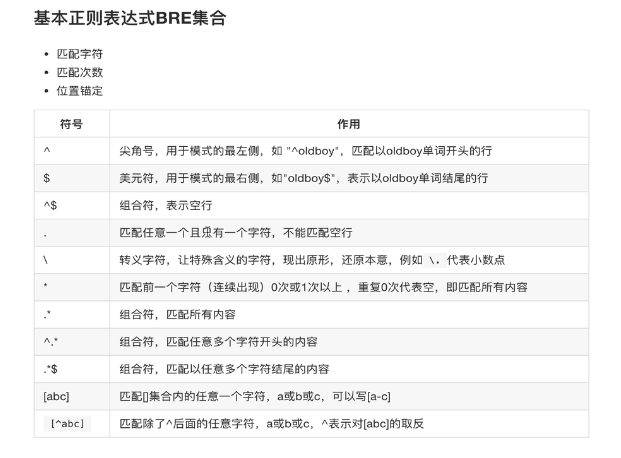 基本正则表达式BRE集合
匹配字符
匹配次数
位置锚定
符号 作用
^ 尖角号，用于模式的最左侧，如 "^oldboy"，匹配以oldboy单词开头的行
$ 美元符，用于模式的最右侧，如"oldboy$"，表示以oldboy单词结尾的行
^$ 组合符，表示空行
. 匹配任意一个且只有一个字符，不能匹配空行
\ 转义字符，让特殊含义的字符，现出原形，还原本意，例如 \. 代表小数点
* 匹配前一个字符（连续出现）0次或1次以上 ，重复0次代表空，即匹配所有内容
.* 组合符，匹配所有内容
^.* 组合符，匹配任意多个字符开头的内容
.*$ 组合符，匹配以任意多个字符结尾的内容
[abc] 匹配[]集合内的任意一个字符，a或b或c，可以写[a-c]
[^abc] 匹配除了^后面的任意字符，a或b或c，^表示对[abc]的取反